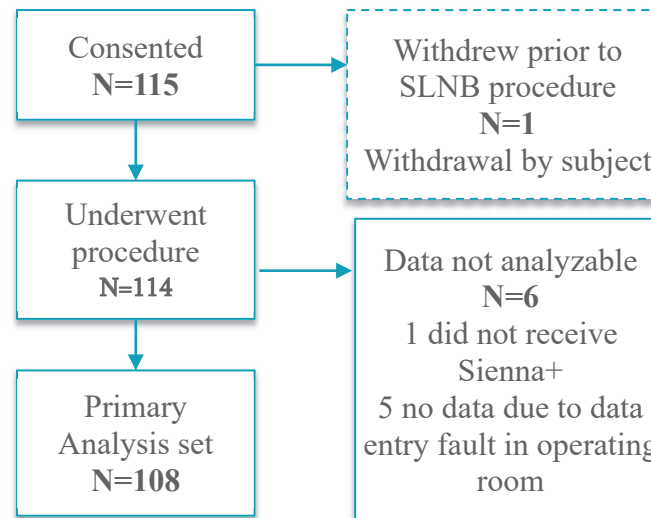 Consented
N=115
Withdrew prior to
SLNB procedure
N=1
Withdrawal by subject
Underwent
procedure
N=114
Data not analyzable
N=6
1 did not receive
Sienna+
5 no data due to data
entry fault in operating
room
Primary
Analysis set
N=108